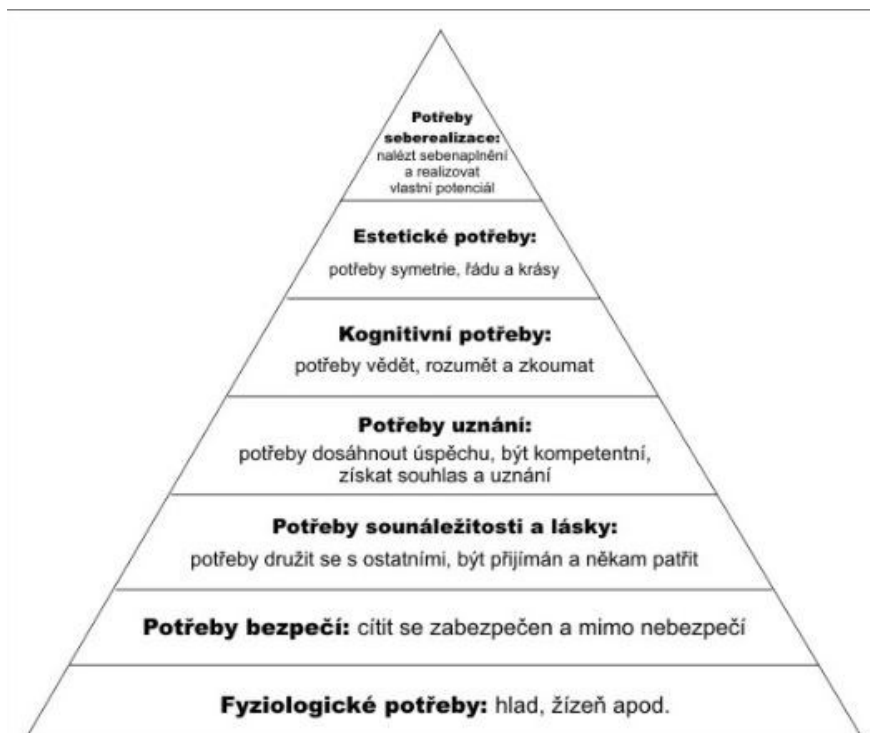 Potřeby
seberealizace:
nalézt sebenaplnění
a realizovat
vlastní potenciál
Estetické potřeby:
potřeby symetrie, řádu a krásy
Kognitivní potřeby:
potřeby vědět, rozumět a zkoumat
Potřeby uznání:
potřeby dosáhnout úspěchu, být kompetentní,
získat souhlas a uznání
Potřeby sounáležitosti a lásky:
potřeby družit se s ostatními, být přijímán a někam patřit
Potřeby bezpečí: cítit se zabezpečen a mimo nebezpečí
Fyziologické potřeby: hlad, žízeň apod.